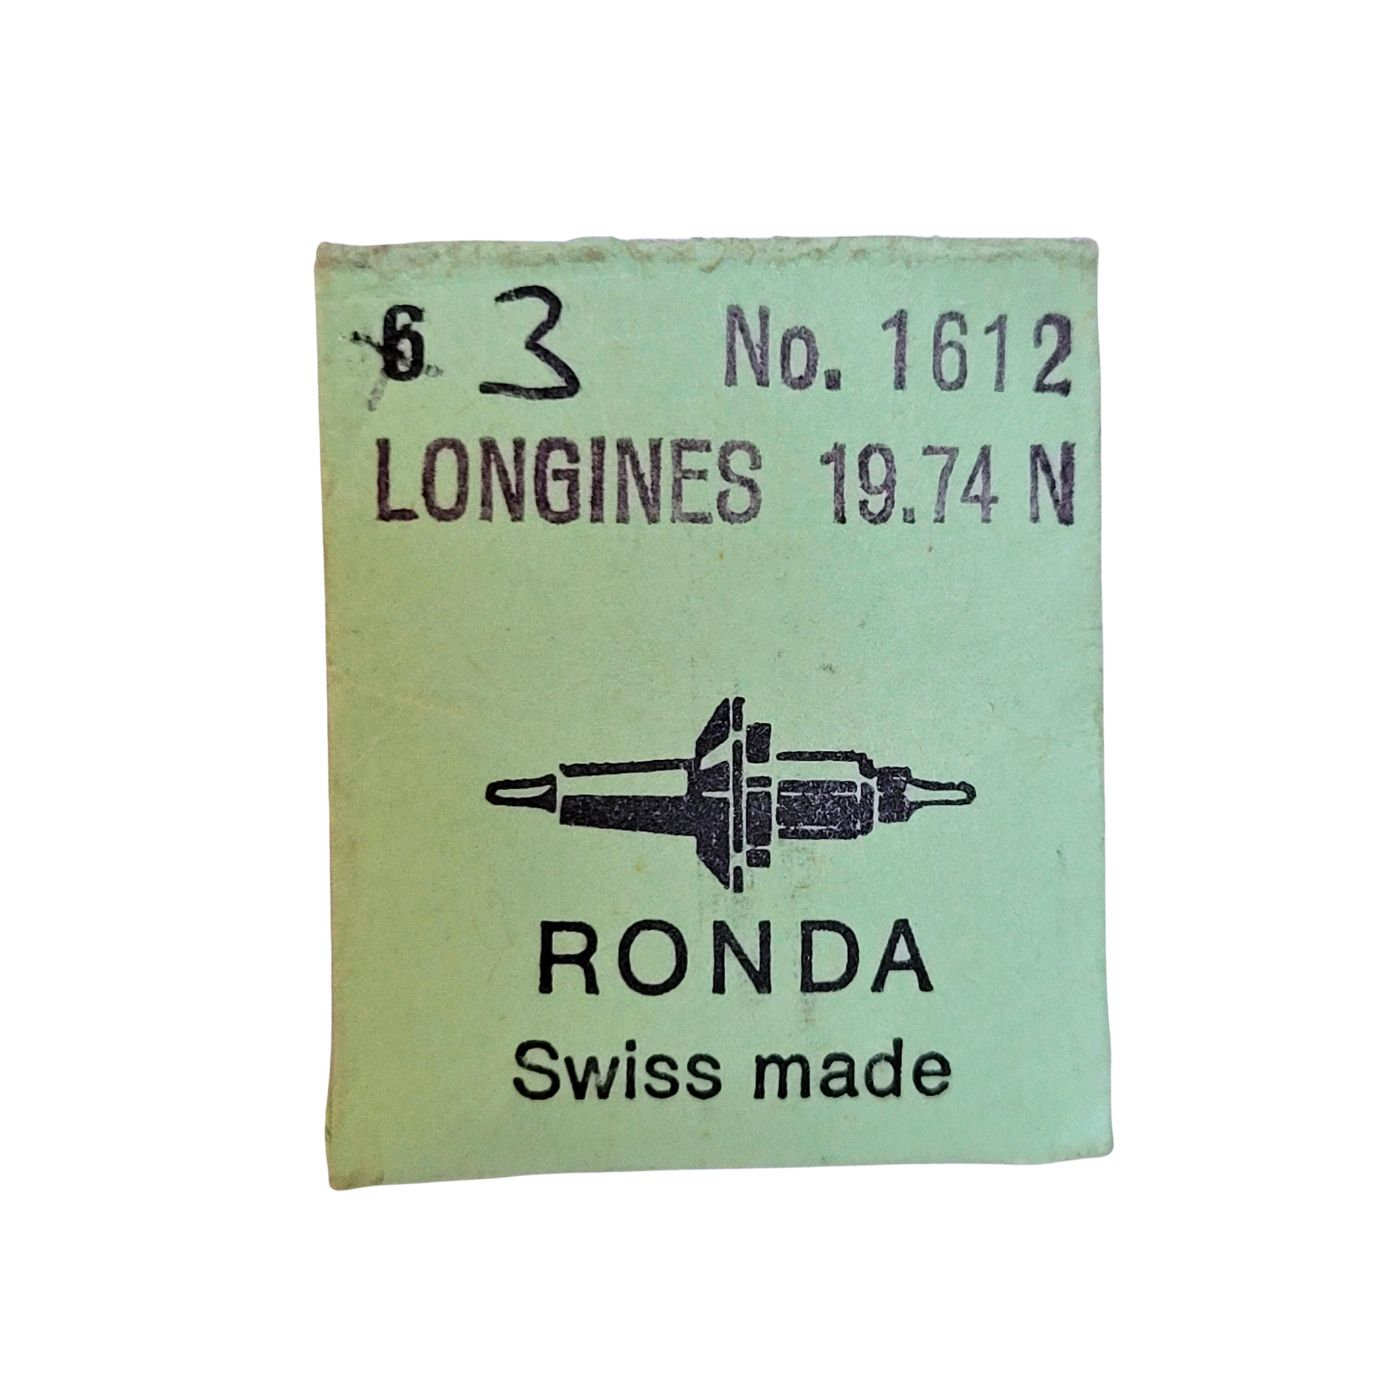 6 3 No. 1612
LONGINES 19.74 N
RONDA
Swiss made